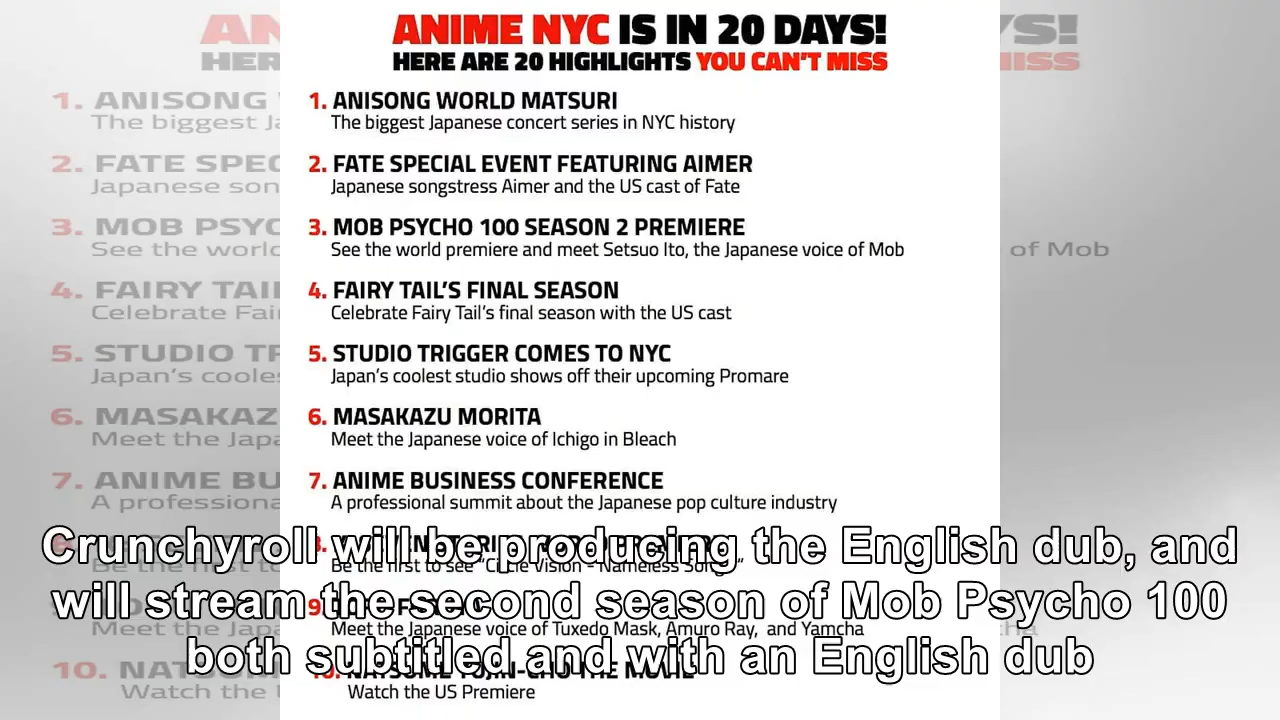 ANIME NYC IS IN 20 DAYS!
HERE ARE 20 HIGHLIGHTS YOU CAN'T MISS
1. ANISONG WORLD MATSURI
The biggest Japanese concert series in NYC history
2. FATE SPECIAL EVENT FEATURING AIMER
Japanese songstress Aimer and the US cast of Fate
3. MOB PSYCHO 100 SEASON 2 PREMIERE
See the world premiere and meet Setsuo Ito, the Japanese voice of Mob
4. FAIRY TAIL'S FINAL SEASON
Celebrate Fairy Tail's final season with the US cast
5. STUDIO TRIGGER COMES TO NYC
Japan's coolest studio shows off their upcoming Promare
6. MASAKAZU MORITA
Meet the Japanese voice of Ichigo in Bleach
7. ANIME BUSINESS CONFERENCE
A professional summit about the Japanese pop culture industry
8.
Be the first to see "
9.
Meet the Japanese voice of Tuxedo Mask, Amuro Ray, and Yamcha
10. NATSUME YUJIN-CHO THE MOVIE
Watch the US Premiere
Crunchyroll will be producing the English dub, and
will stream the second season of Mob Psycho 100
both subtitled and with an English dub